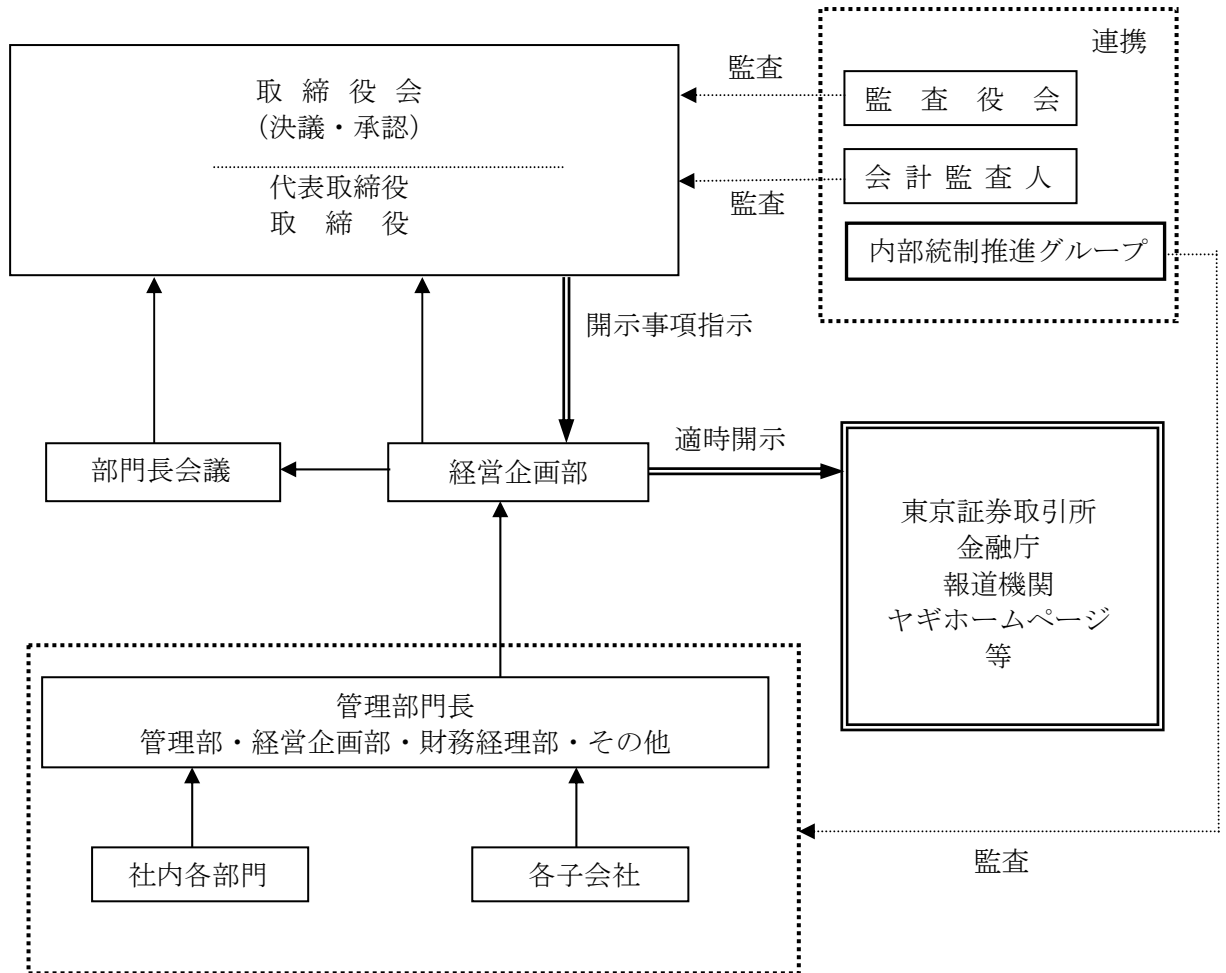 連携
監査
取締役会
(決議・承認)
監査役会
会計監査人
代表取締役
取締役
監査
内部統制推進グループ
開示事項指示
適時開示
部門長会議
経営企画部
東京証券取引所
金融庁
報道機関
ヤギホームページ
等
管理部門長
管理部・経営企画部・財務経理部・その他
社内各部門
各子会社
監査